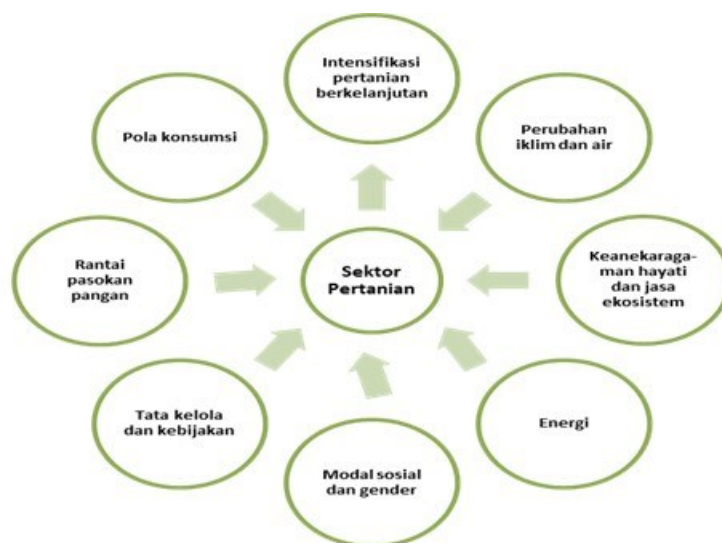 Intensifikasi
pertanian
berkelanjutan
Pola konsumsi
Perubahan
iklim dan air
Rantai
pasokan
pangan
Sektor
Pertanian
Keanekaraga-
man hayati
dan jasa
ekosistem
Tata kelola
dan kebijakan
Energi
Modal sosial
dan gender